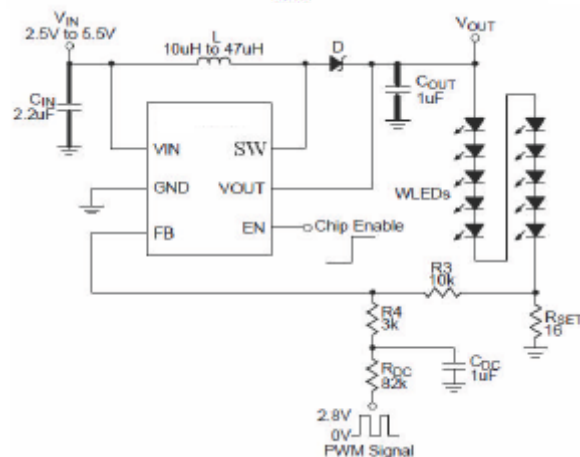 VIN
2.5V to 5.5V
L
10uH to 47uH
D
VOUT
CIN
2.2uF
COUT
1uF
VIN
SW
GND
VOUT
FB
EN
Chip Enable
WLEDs
R3
10k
R4
3k
RSET
16
RDC
82k
CDC
1uF
2.8V
0V
PWM Signal